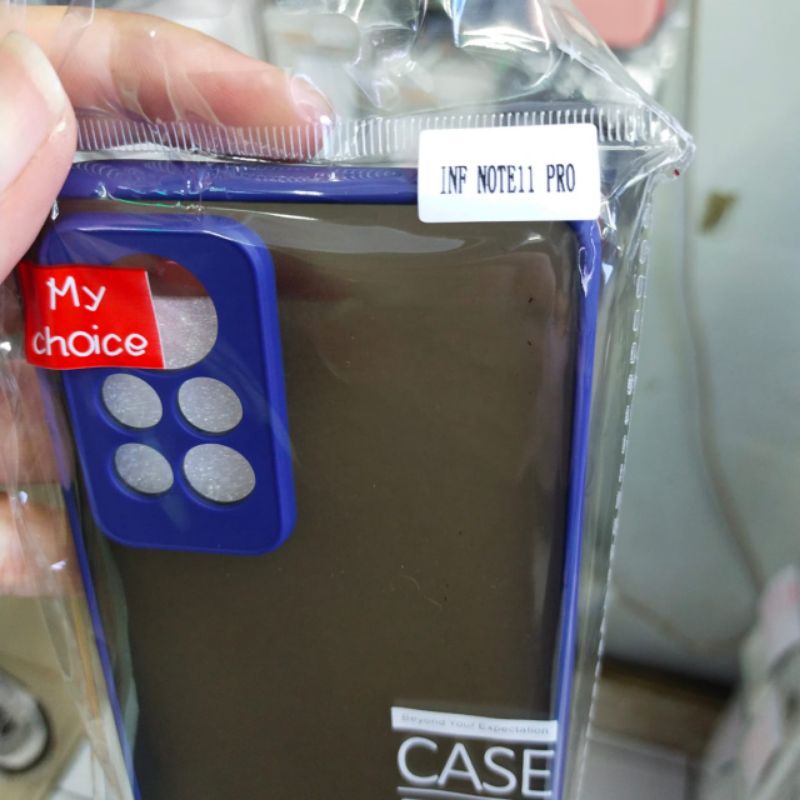 INF NOTE11 PRO
My
choice
Beyond Your Expectation
CASE